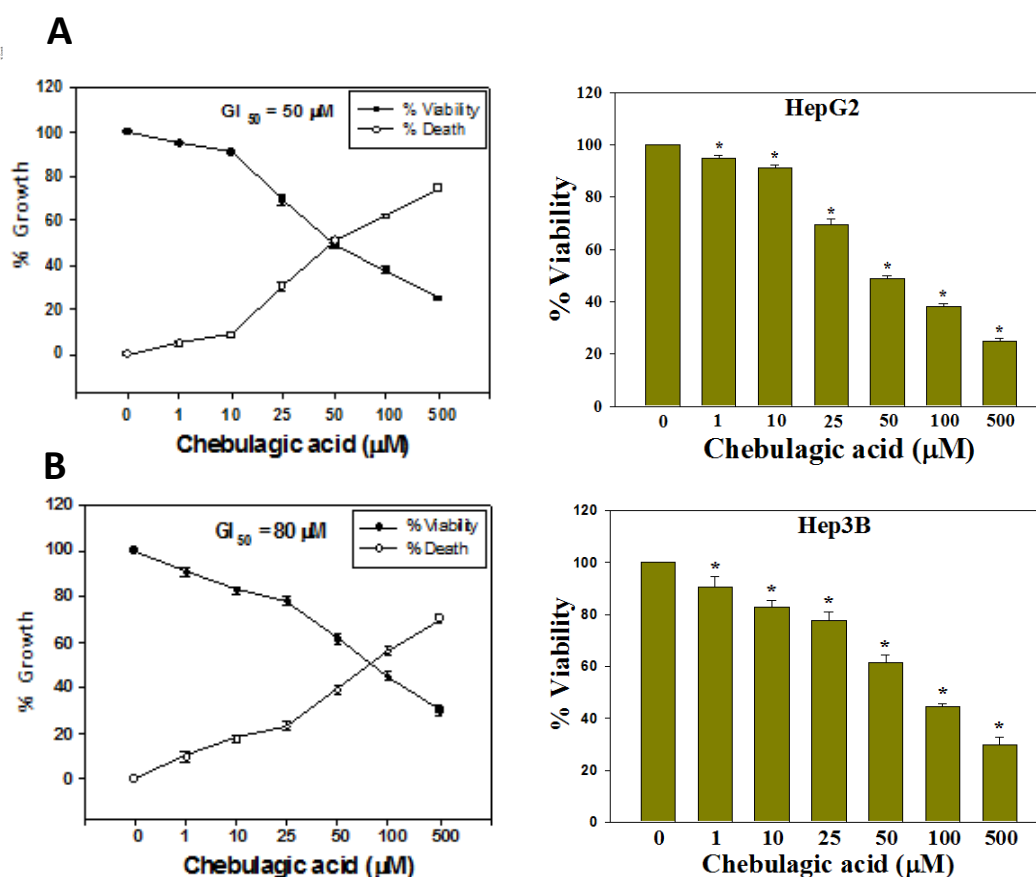 A
!
120
100
80
60
40
20
0
% Growth
GI 50 = 50 µM
% Viability
% Death
0 1 10 25 50 100 500
Chebulagic acid (µM)
120
100
80
60
40
20
0
% Viability
HepG2
* * * * * *
0 1 10 25 50 100 500
Chebulagic acid (µM)
B
120
100
80
60
40
20
0
% Growth
GI50 = 80 µM
% Viability
% Death
0 1 10 25 50 100 500
Chebulagic acid (µM)
120
100
80
60
40
20
0
% Viability
Hep3B
* * * * * *
0 1 10 25 50 100 500
Chebulagic acid (µM)